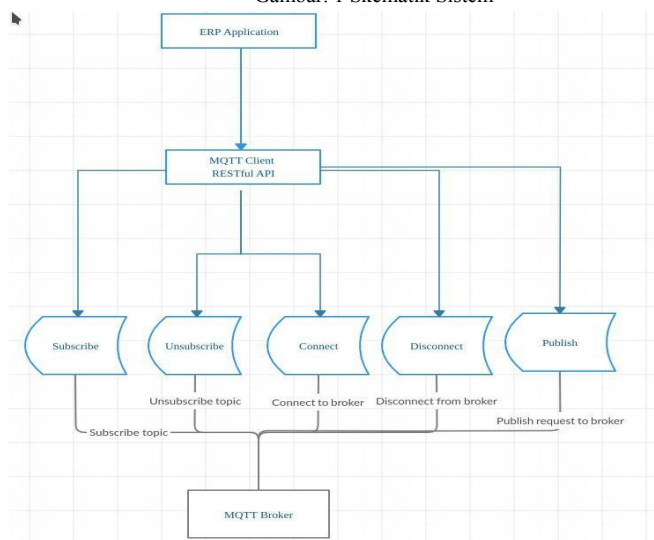 Gambar. 1 Skematik Sistem
ERP Application
MQTT Client
RESTful API
Subscribe
Unsubscribe
Connect
Disconnect
Publish
Unsubscribe topic
Connect to broker
Disconnect from broker
Publish request to broker
Subscribe topic
MQTT Broker